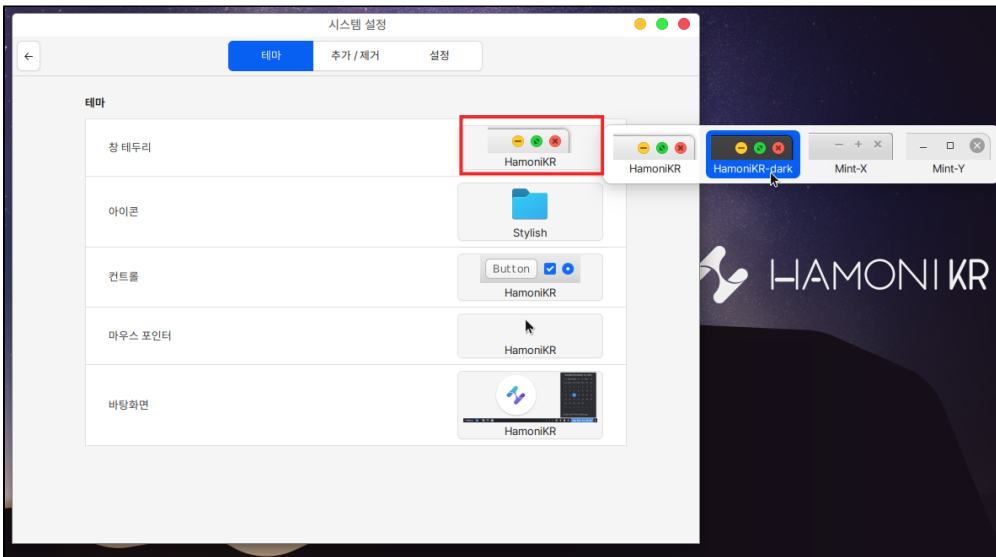 시스템 설정
테마
추가 / 제거
설정
테마
창 테두리
HamoniKR
HamoniKR
HamoniKR-dark
Mint-X
Mint-Y
아이콘
Stylish
컨트롤
Button
HamoniKR
마우스 포인터
HamoniKR
바탕화면
HamoniKR
HAMONIKR